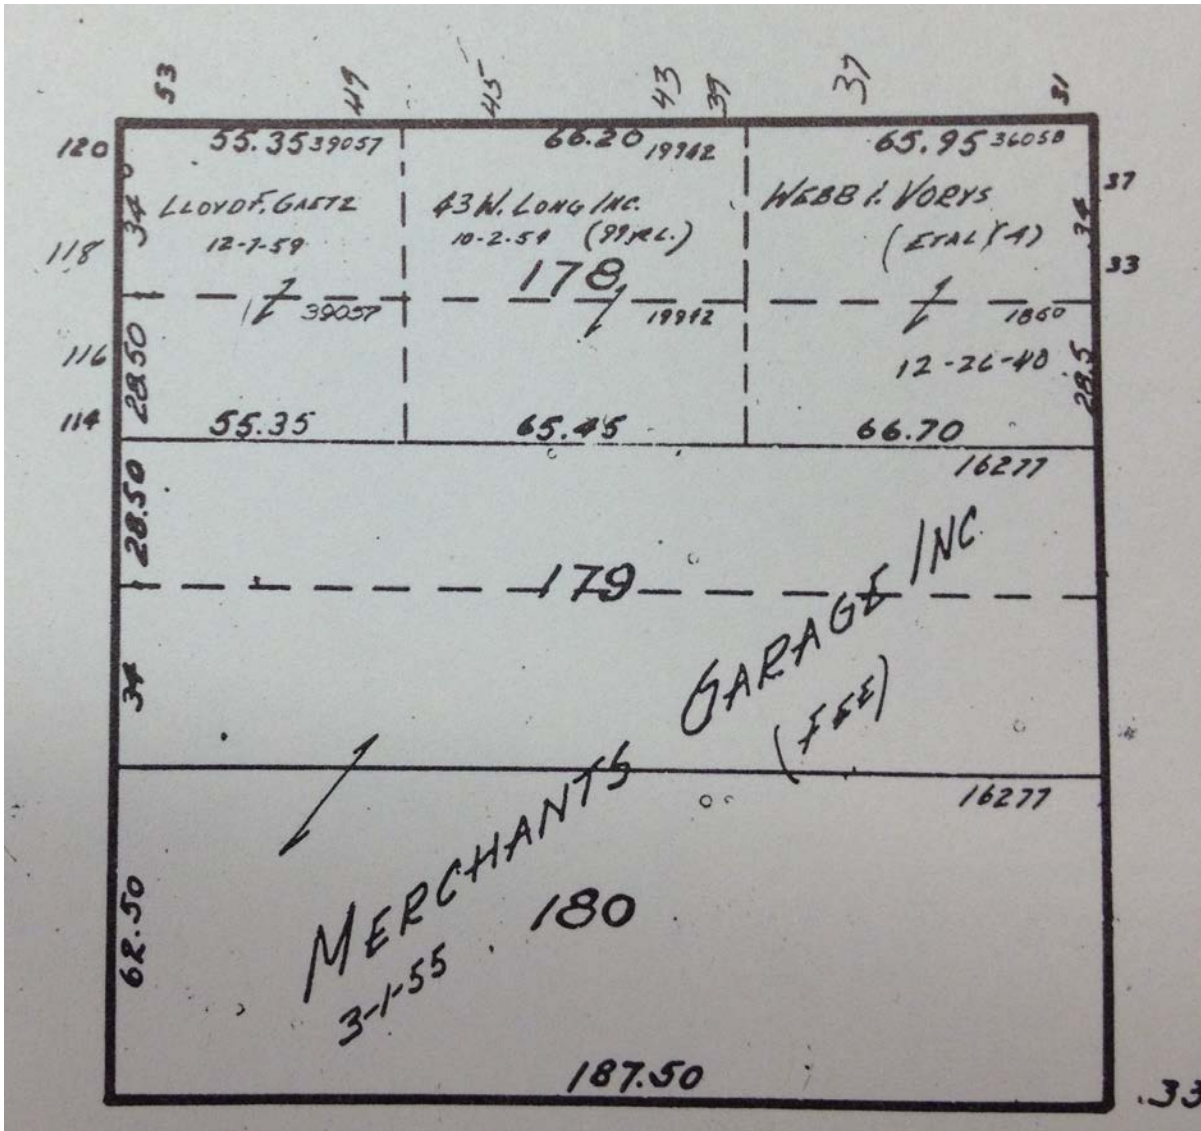 53 49 45 43 39 37 31
120 55.35 39057 66.20 19942 65.95 36058
37
34 LLOYD F. GAETZ 43 W. LONG INC. WEBB I. VORYS 34
118 12-7-59 10-2-59 (99 YR L.) (ETAL)(4)
178 33
39057 19942 1860
116 28.50 12-26-40 28.5
114 55.35 65.45 66.70
16277
28.50
179
GARAGE INC.
34
(FEE)
16277
MERCHANTS
62.50 180
3-1-55
187.50
.33